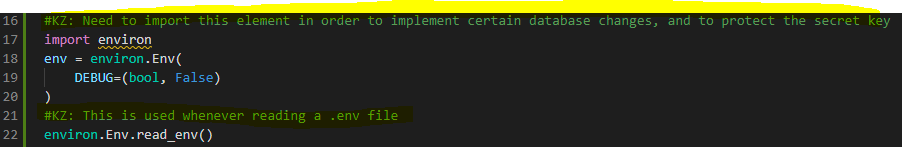 16 #KZ: Need to import this element in order to implement certain database changes, and to protect the secret key
17 import environ
18 env = environ.Env(
19 DEBUG=(bool, False)
20 )
21 #KZ: This is used whenever reading a .env file
22 environ.Env.read_env()